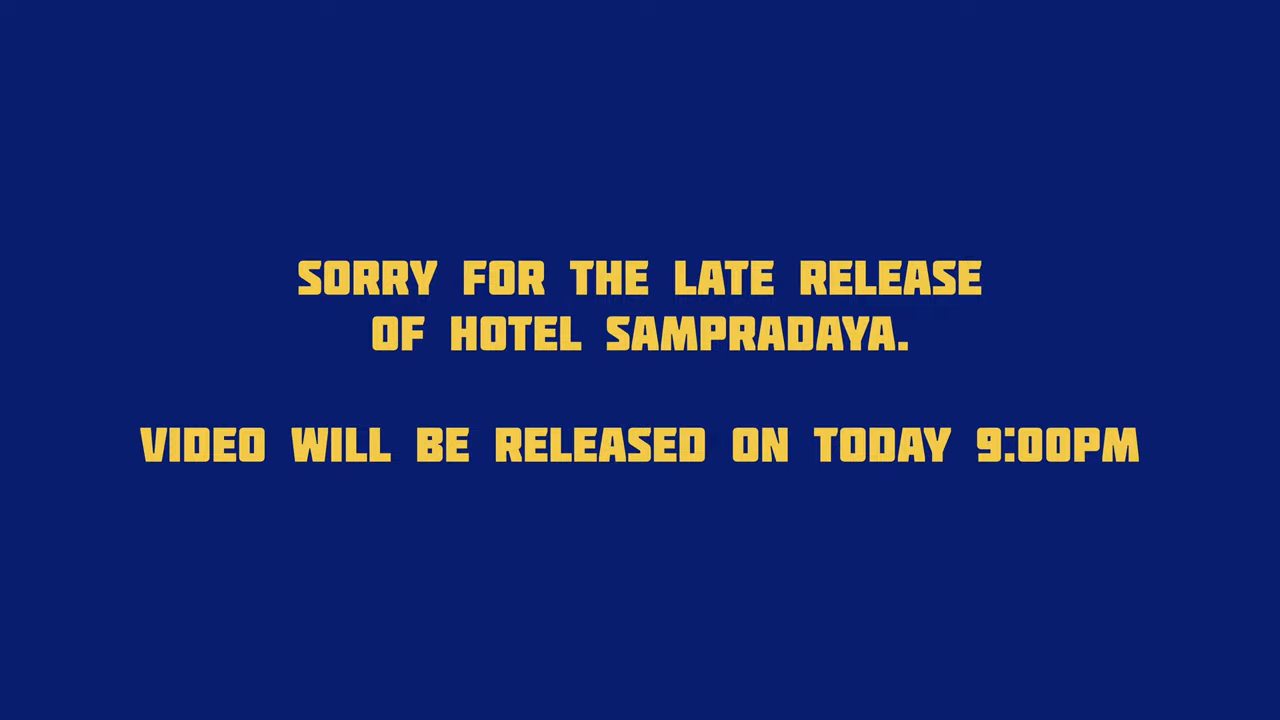 SORRY FOR THE LATE RELEASE
OF HOTEL SAMPRADAYA.
VIDEO WILL BE RELEASED ON TODAY 9:00PM